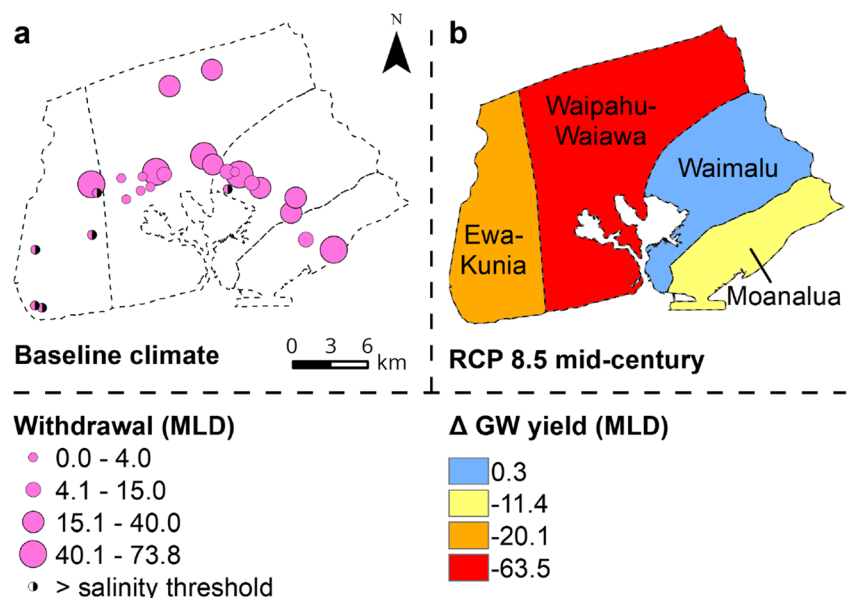 a
N
b
Waipahu-
Waiawa
Waimalu
Ewa-
Kunia
Moanalua
Baseline climate
0 3 6
km
RCP 8.5 mid-century
Withdrawal (MLD)
0.0 - 4.0
4.1 - 15.0
15.1 - 40.0
40.1 - 73.8
> salinity threshold
Δ GW yield (MLD)
0.3
-11.4
-20.1
-63.5